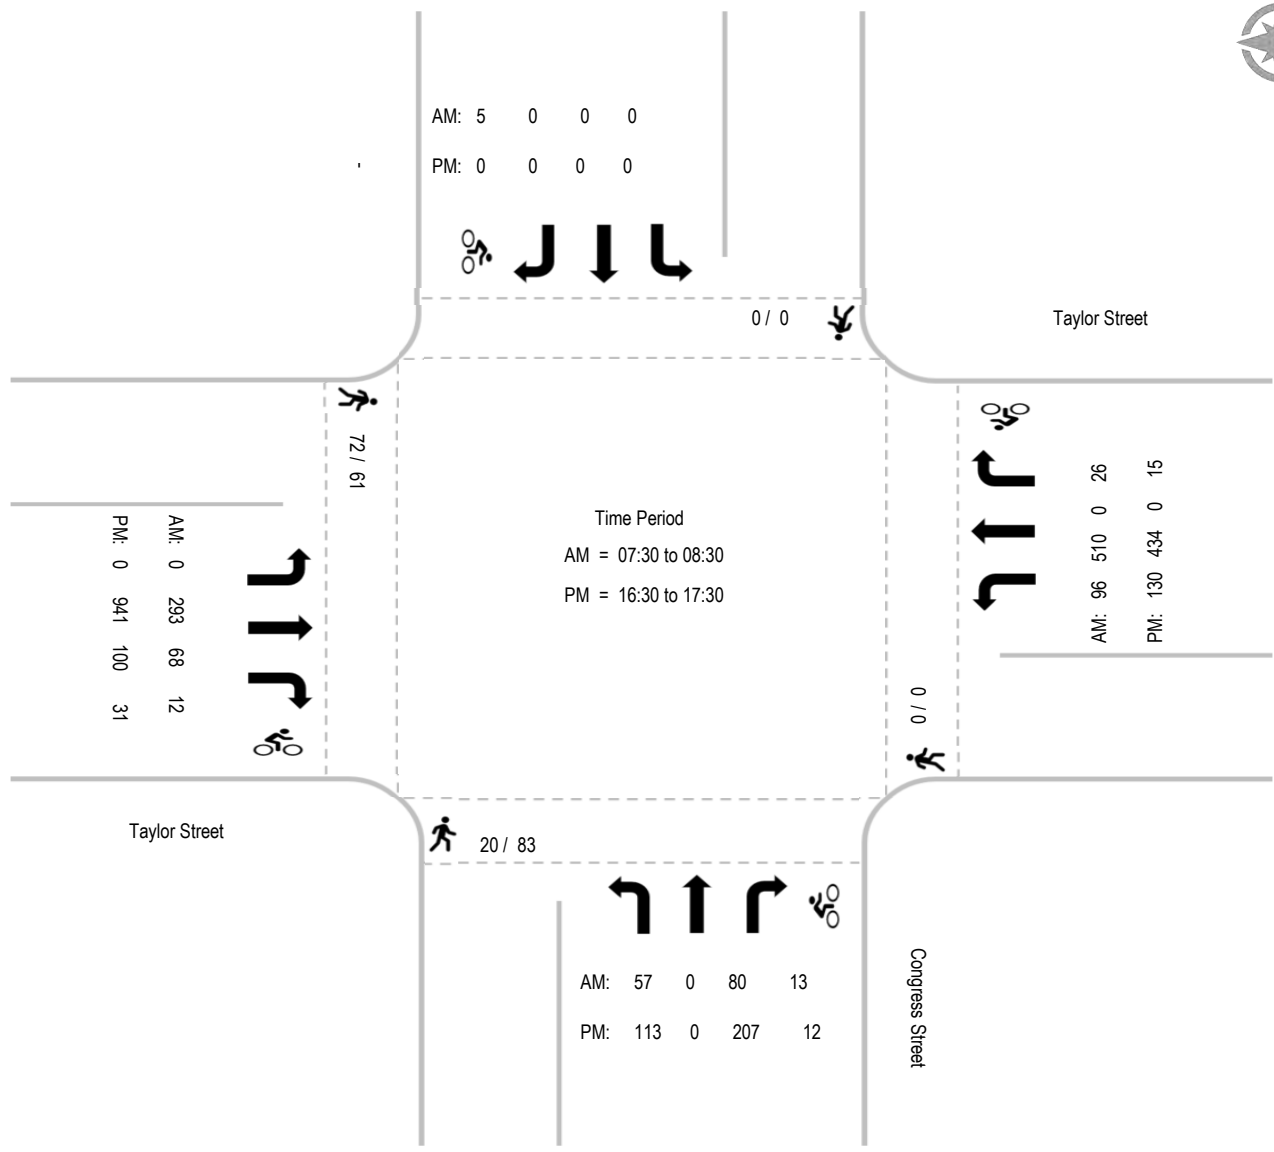 AM: 5 0 0 0
PM: 0 0 0 0
0 / 0
Taylor Street
72 / 61
Time Period
AM = 07:30 to 08:30
PM = 16:30 to 17:30
AM: 0 293 68 12
PM: 0 941 100 31
AM: 96 510 0 26
PM: 130 434 0 15
0 / 0
Taylor Street
20 / 83
AM: 57 0 80 13
PM: 113 0 207 12
Congress Street